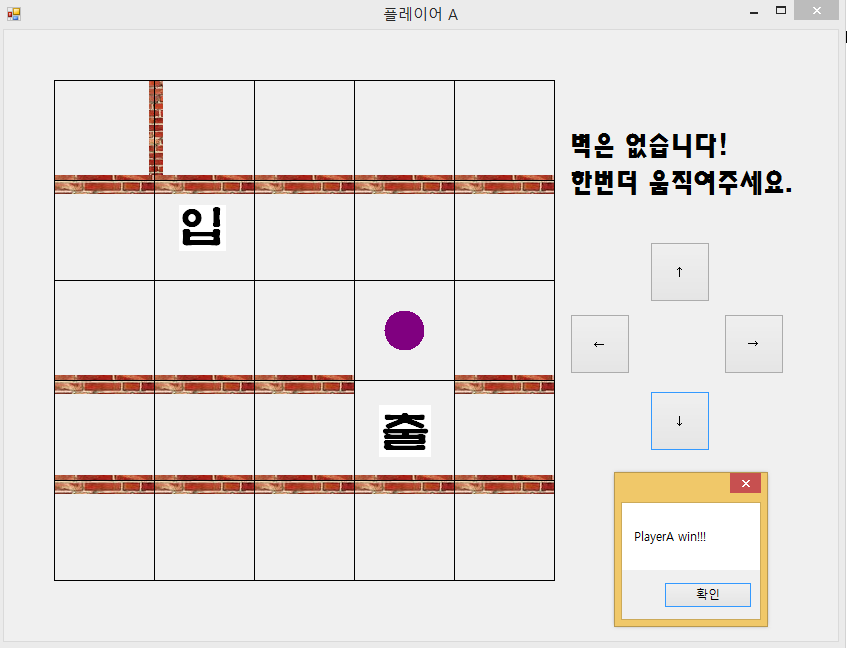 플레이어 A
벽은 없습니다!
한번더 움직여주세요.
입
↑
← →
출
↓
PlayerA win!!!
확인